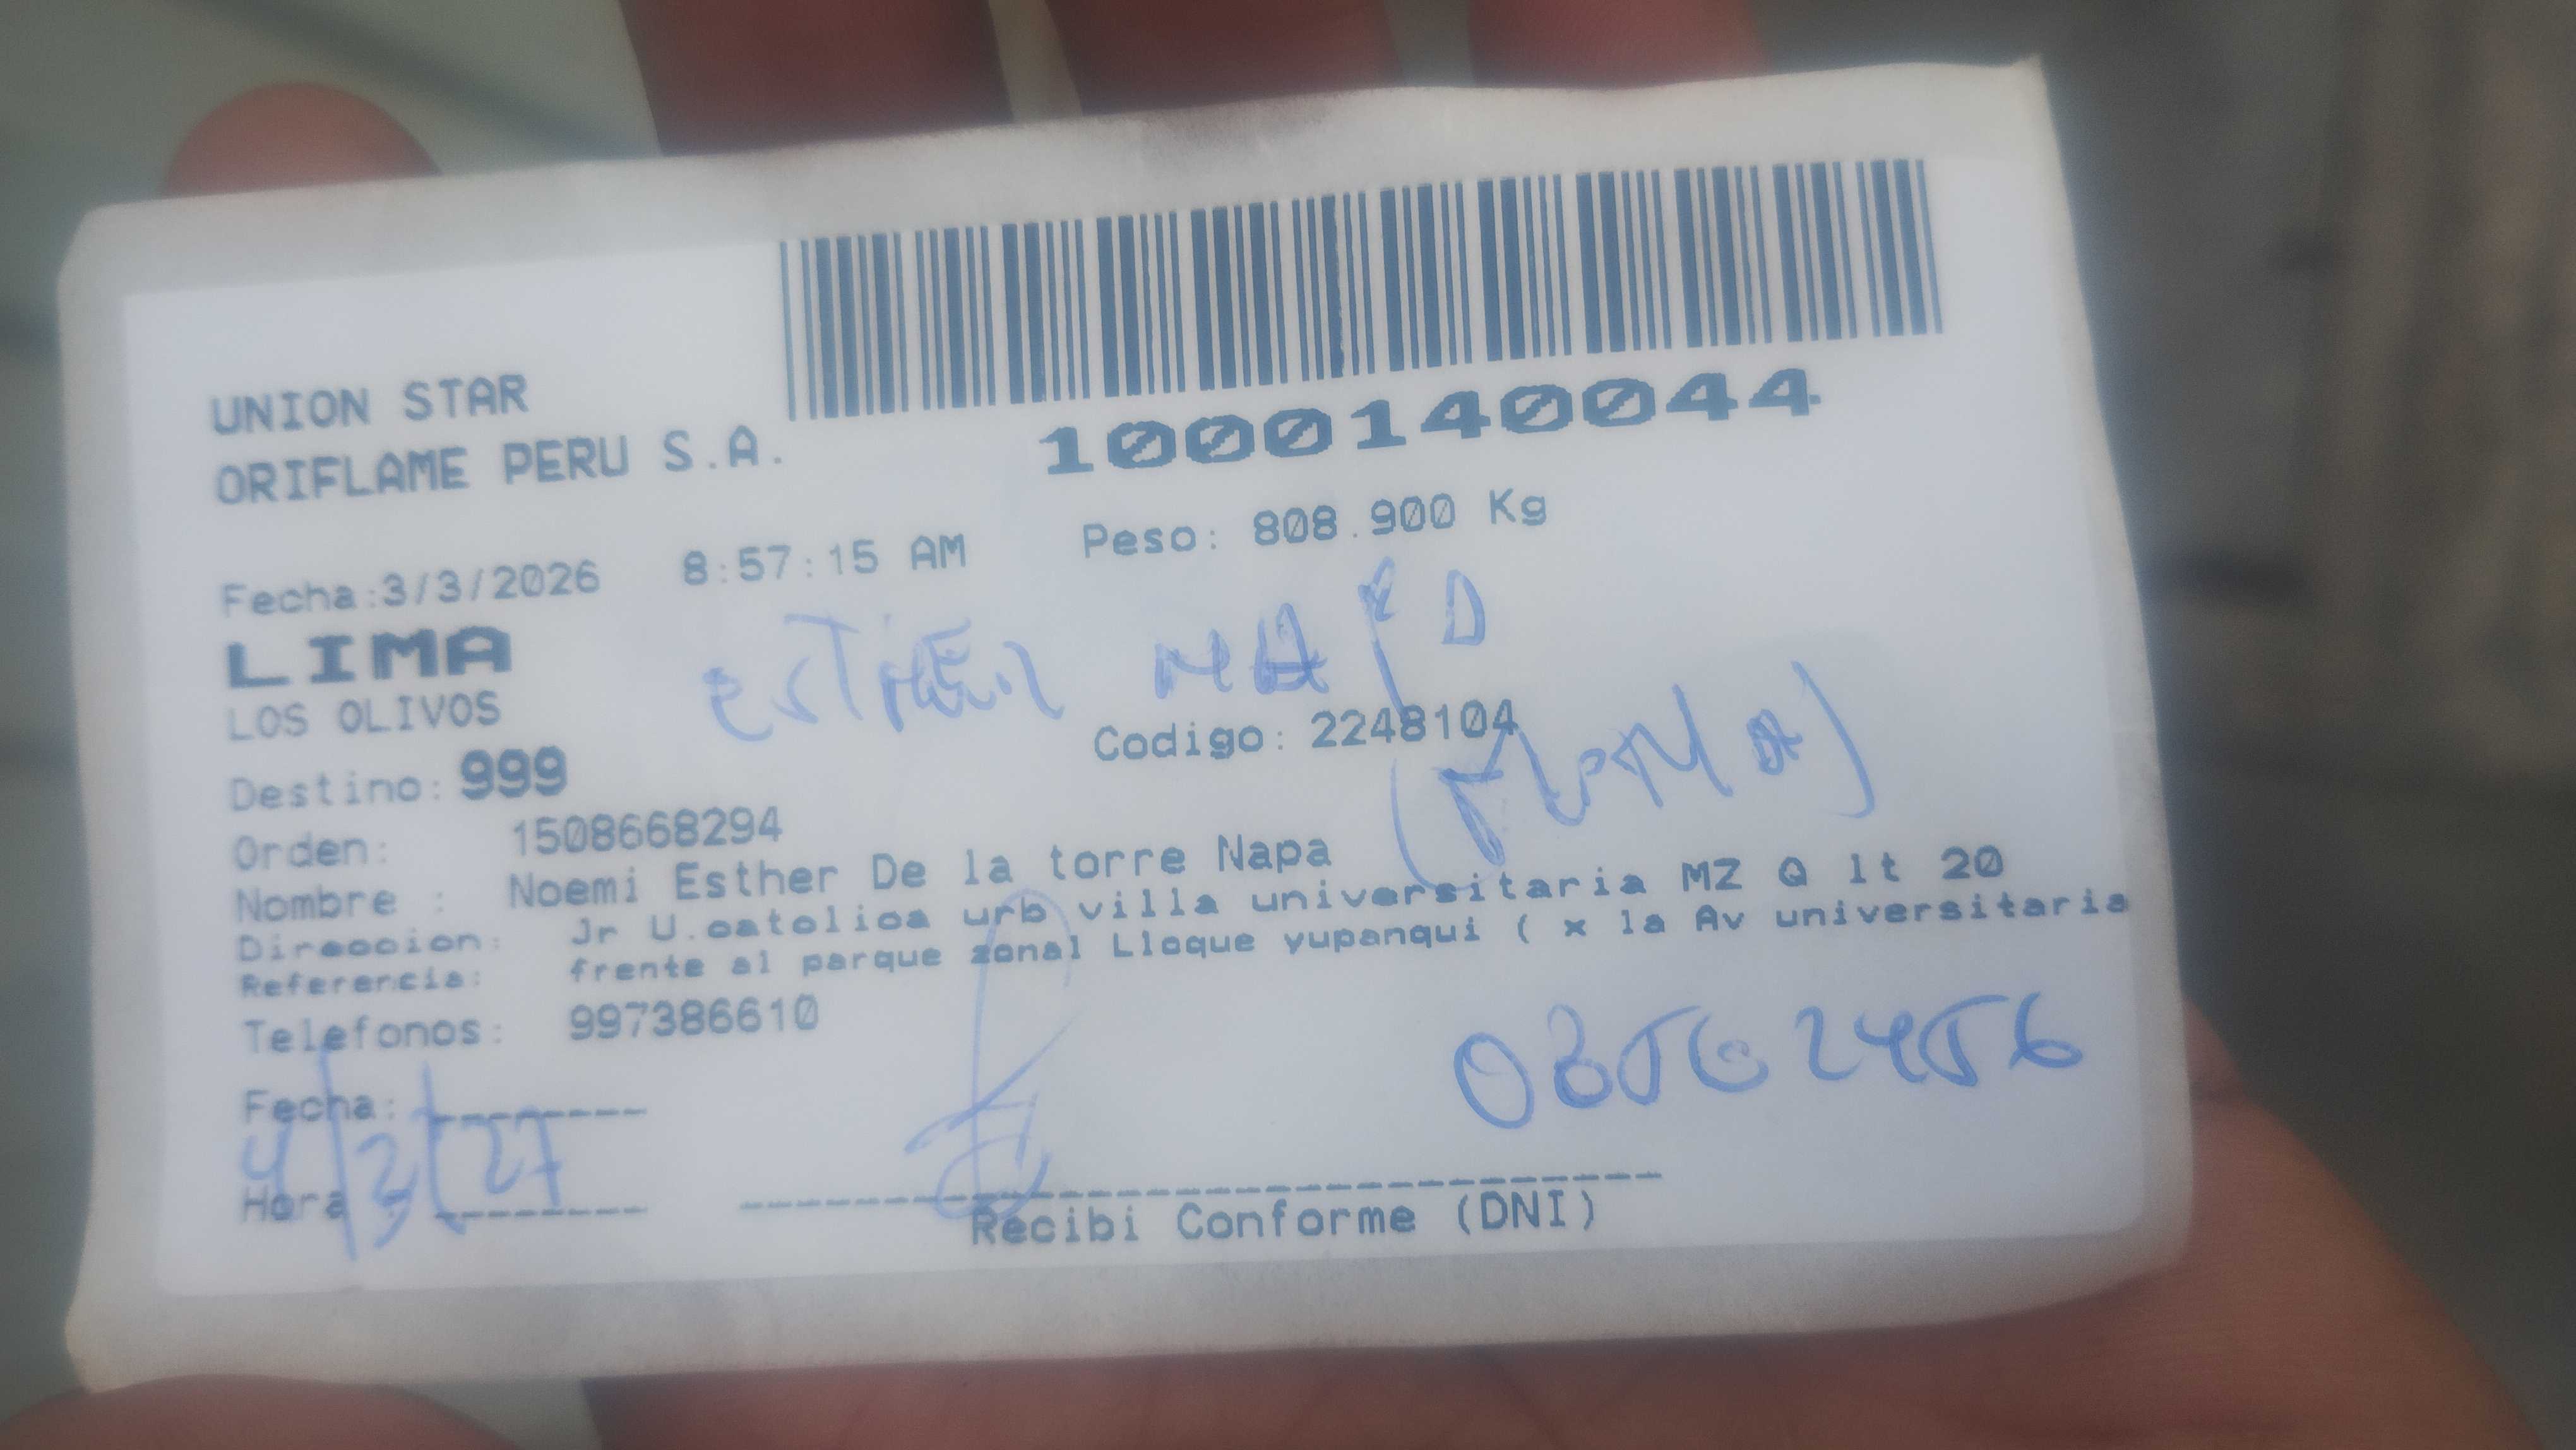 UNION STAR
ORIFLAME PERU S.A.
1000140044
Fecha:3/3/2026 8:57:15 AM Peso: 808.900 Kg
LIMA
LOS OLIVOS
Codigo: 2248104
Destino: 999
Orden: 1508668294
Nombre : Noemi Esther De la torre Napa
Direccion: Jr U.catolica urb villa universitaria MZ Q lt 20
Referencia: frente al parque zonal Lloque yupanqui ( x la Av universitaria
Telefonos: 997386610
Fecha: --------
Hora : --------
Recibi Conforme (DNI)